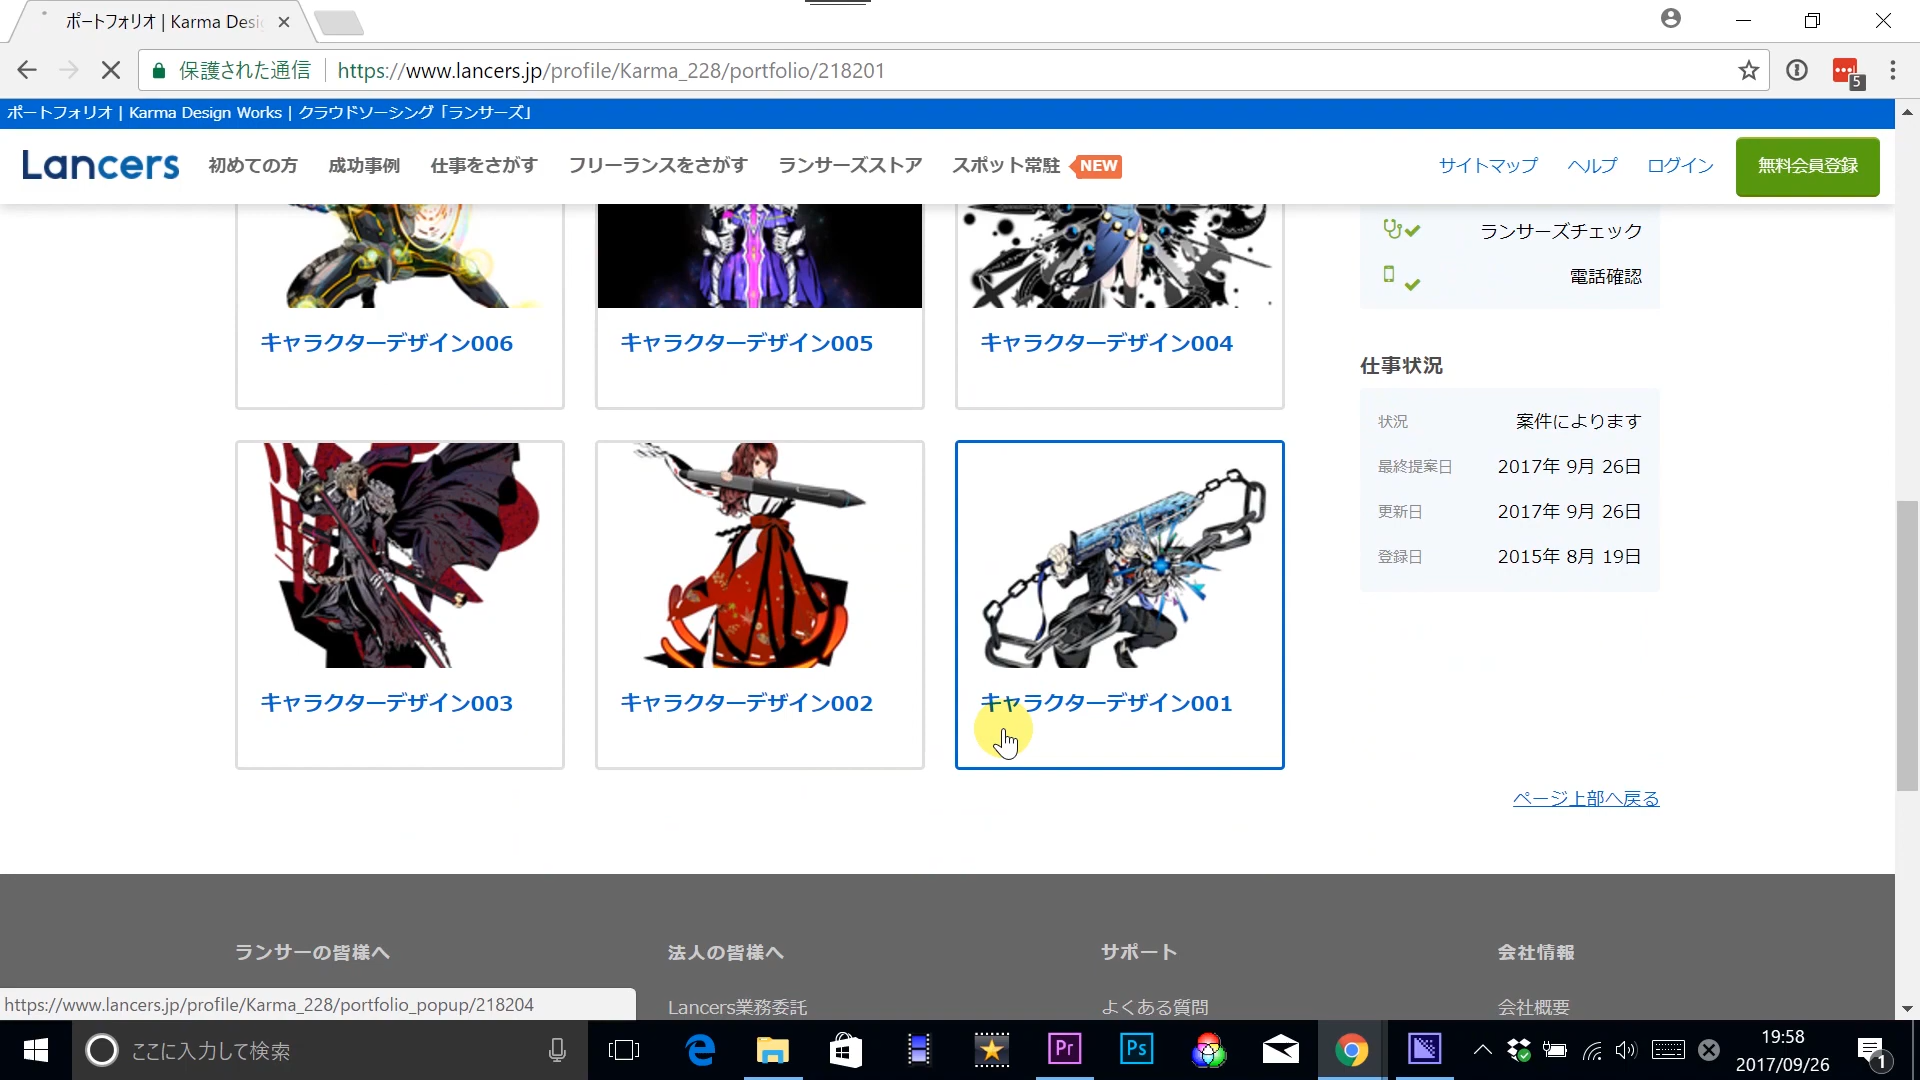 ポートフォリオ | Karma Desi
保護された通信
https://www.lancers.jp/profile/Karma_228/portfolio/218201
5
ポートフォリオ | Karma Design Works | クラウドソーシング「ランサーズ」
Lancers
初めての方
成功事例
仕事をさがす
フリーランスをさがす
ランサーズストア
スポット常駐 NEW
サイトマップ
ヘルプ
ログイン
無料会員登録
ランサーズチェック
電話確認
キャラクターデザイン006
キャラクターデザイン005
キャラクターデザイン004
仕事状況
状況 案件によります
最終提案日 2017年 9月 26日
更新日 2017年 9月 26日
登録日 2015年 8月 19日
キャラクターデザイン003
キャラクターデザイン002
キャラクターデザイン001
ページ上部へ戻る
ランサーの皆様へ
法人の皆様へ
サポート
会社情報
Lancers業務委託
よくある質問
会社概要
https://www.lancers.jp/profile/Karma_228/portfolio_popup/218204
ここに入力して検索
Pr
Ps
19:58
2017/09/26
1